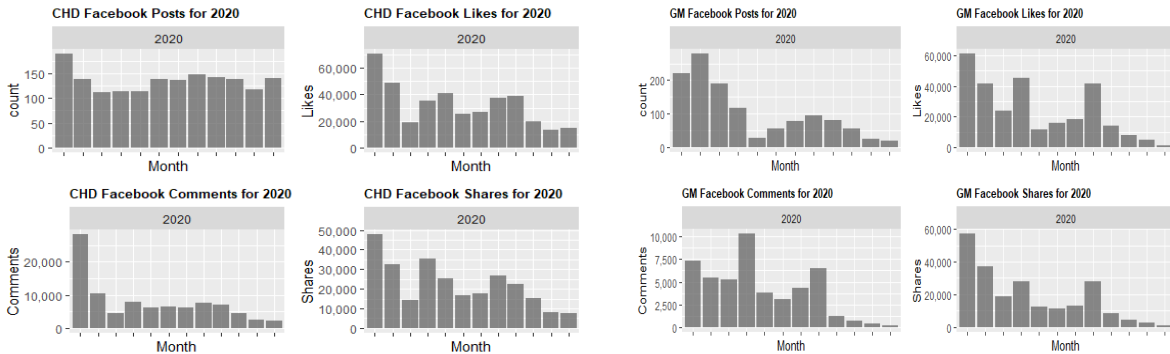 CHD Facebook Posts for 2020
2020
150
100
50
0
count
Month
CHD Facebook Likes for 2020
2020
60,000
40,000
20,000
0
Likes
Month
GM Facebook Posts for 2020
2020
200
100
0
count
Month
GM Facebook Likes for 2020
2020
60,000
40,000
20,000
0
Likes
Month
CHD Facebook Comments for 2020
2020
20,000
10,000
0
Comments
Month
CHD Facebook Shares for 2020
2020
50,000
40,000
30,000
20,000
10,000
0
Shares
Month
GM Facebook Comments for 2020
2020
10,000
7,500
5,000
2,500
0
Comments
Month
GM Facebook Shares for 2020
2020
60,000
40,000
20,000
0
Shares
Month